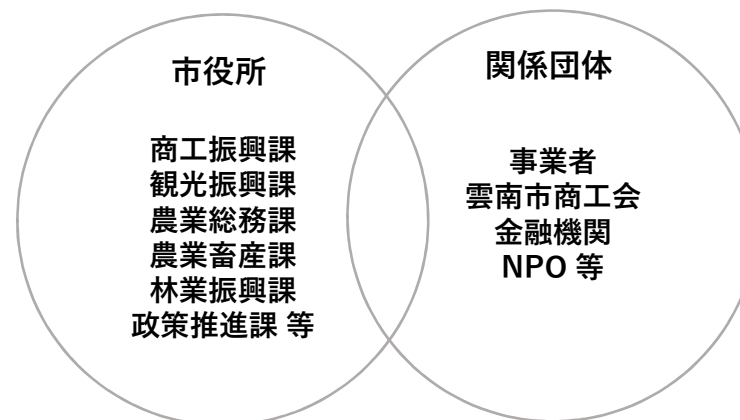 市役所
商工振興課
観光振興課
農業総務課
農業畜産課
林業振興課
政策推進課 等
関係団体
事業者
雲南市商工会
金融機関
NPO 等